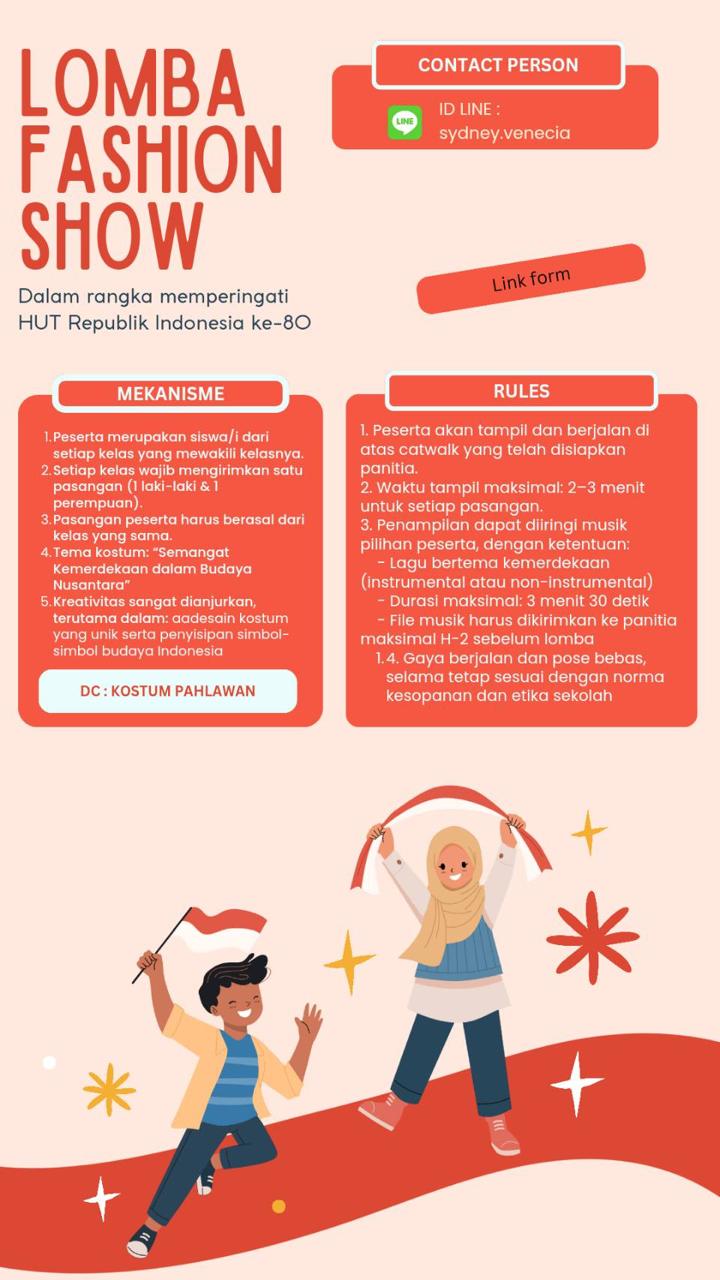 LOMBA
FASHION
SHOW
Dalam rangka memperingati
HUT Republik Indonesia ke-80
CONTACT PERSON
LINE
ID LINE :
sydney.venecia
Link form
MEKANISME
1. Peserta merupakan siswa/i dari
setiap kelas yang mewakili kelasnya.
2. Setiap kelas wajib mengirimkan satu
pasangan (1 laki-laki & 1
perempuan).
3. Pasangan peserta harus berasal dari
kelas yang sama.
4. Tema kostum: “Semangat
Kemerdekaan dalam Budaya
Nusantara”
5. Kreativitas sangat dianjurkan,
terutama dalam: aadesain kostum
yang unik serta penyisipan simbol-
simbol budaya Indonesia
DC : KOSTUM PAHLAWAN
RULES
1. Peserta akan tampil dan berjalan di
atas catwalk yang telah disiapkan
panitia.
2. Waktu tampil maksimal: 2–3 menit
untuk setiap pasangan.
3. Penampilan dapat diiringi musik
pilihan peserta, dengan ketentuan:
- Lagu bertema kemerdekaan
(instrumental atau non-instrumental)
- Durasi maksimal: 3 menit 30 detik
- File musik harus dikirimkan ke panitia
maksimal H-2 sebelum lomba
1. 4. Gaya berjalan dan pose bebas,
selama tetap sesuai dengan norma
kesopanan dan etika sekolah